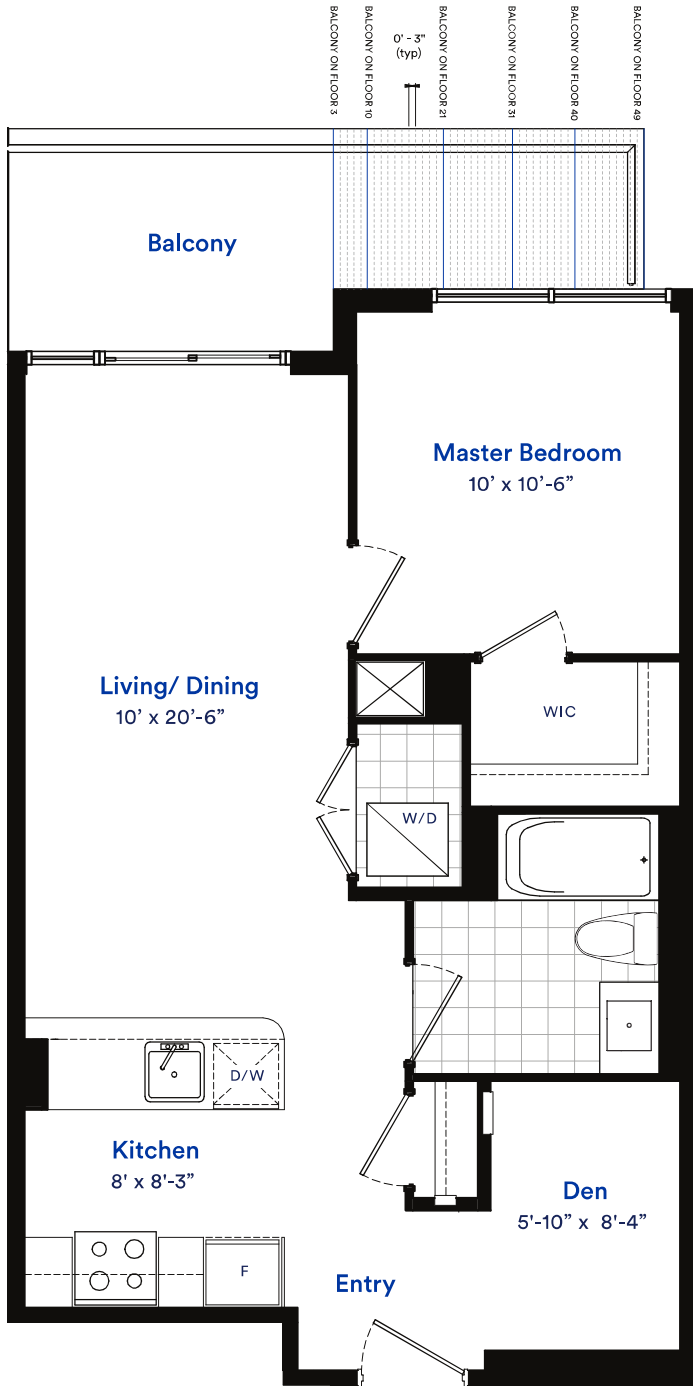 BALCONY ON FLOOR 3
BALCONY ON FLOOR 10
0' - 3"
(typ)
BALCONY ON FLOOR 21
BALCONY ON FLOOR 31
BALCONY ON FLOOR 40
BALCONY ON FLOOR 49
Balcony
Master Bedroom
10’ x 10’-6”
Living/ Dining
10’ x 20’-6”
WIC
W/D
D/W
Kitchen
8' x 8'-3”
Den
5'-10” x 8'-4”
F
Entry